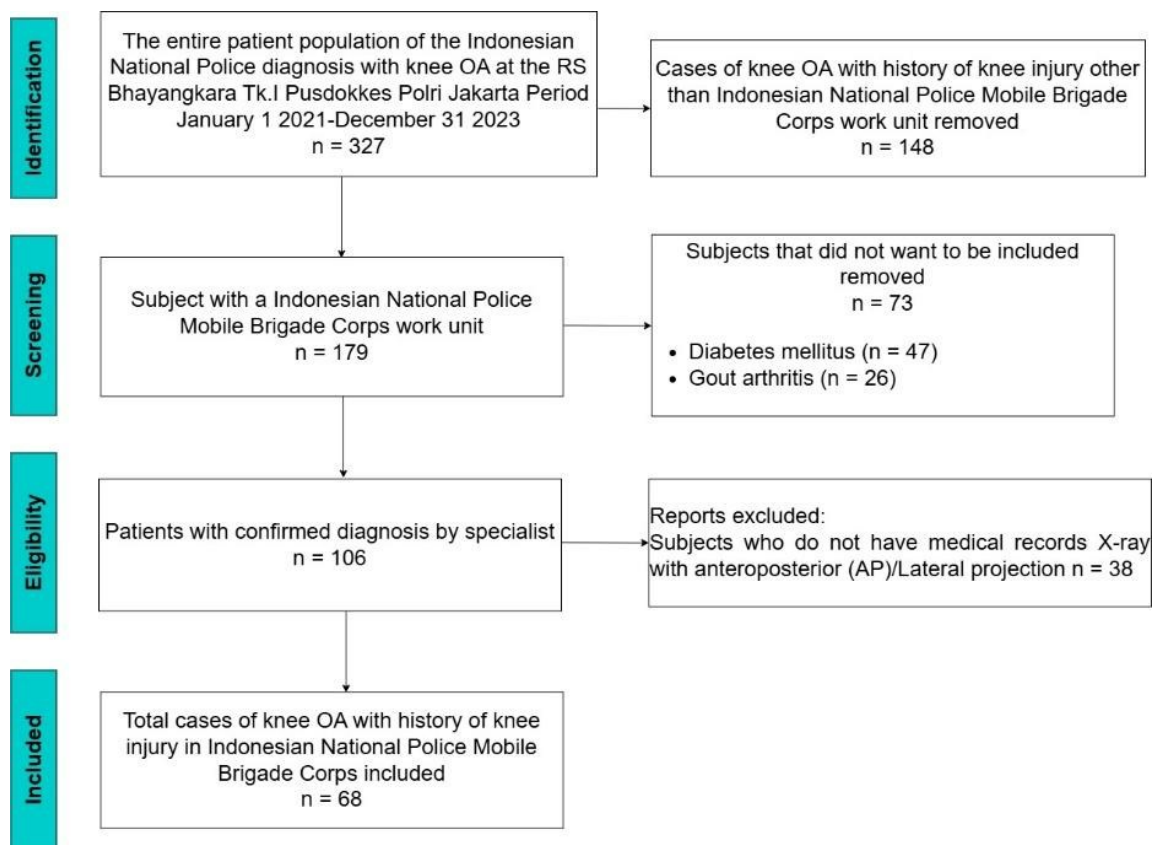 Identification
The entire patient population of the Indonesian
National Police diagnosis with knee OA at the RS
Bhayangkara Tk.I Pusdokkes Polri Jakarta Period
January 1 2021-December 31 2023
n = 327
Cases of knee OA with history of knee injury other
than Indonesian National Police Mobile Brigade
Corps work unit removed
n = 148
Screening
Subject with a Indonesian National Police
Mobile Brigade Corps work unit
n = 179
Subjects that did not want to be included
removed
n = 73
• Diabetes mellitus (n = 47)
• Gout arthritis (n = 26)
Eligibility
Patients with confirmed diagnosis by specialist
n = 106
Reports excluded:
Subjects who do not have medical records X-ray
with anteroposterior (AP)/Lateral projection n = 38
Included
Total cases of knee OA with history of knee
injury in Indonesian National Police Mobile
Brigade Corps included
n = 68